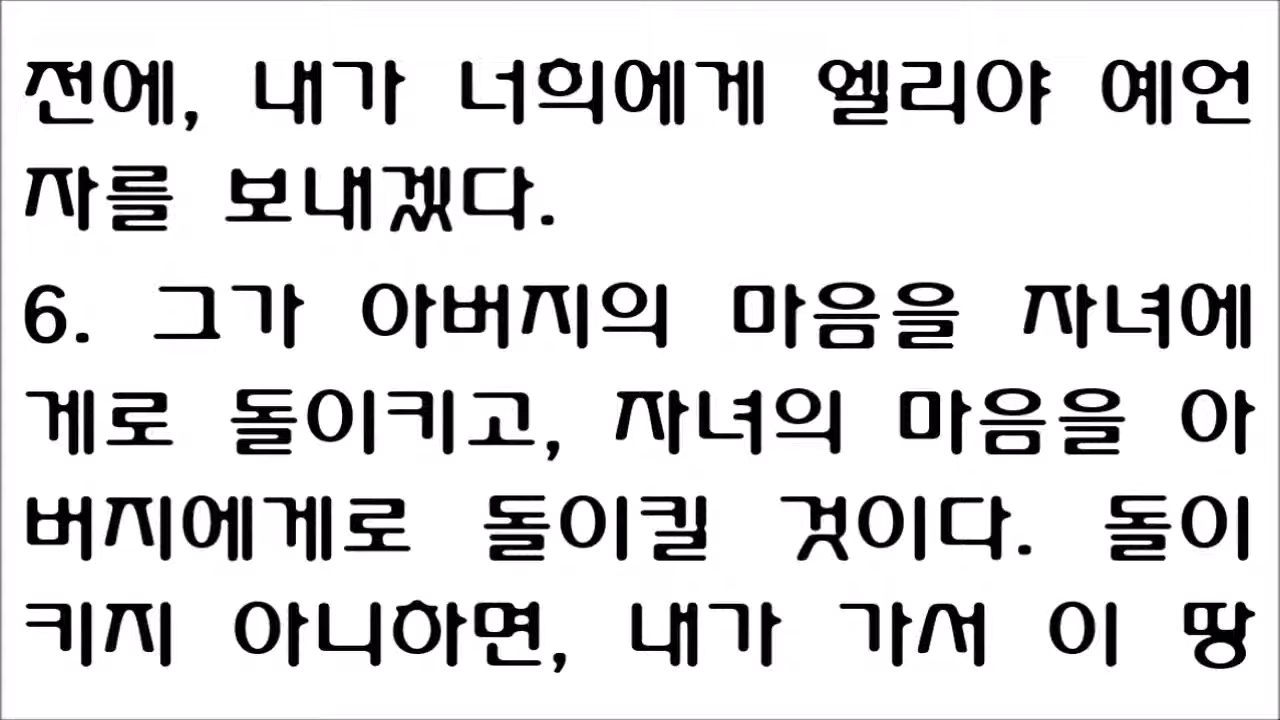 전에, 내가 너희에게 엘리야 예언
자를 보내겠다.
6. 그가 아버지의 마음을 자녀에
게로 돌이키고, 자녀의 마음을 아
버지에게로 돌이킬 것이다. 돌이
키지 아니하면, 내가 가서 이 땅